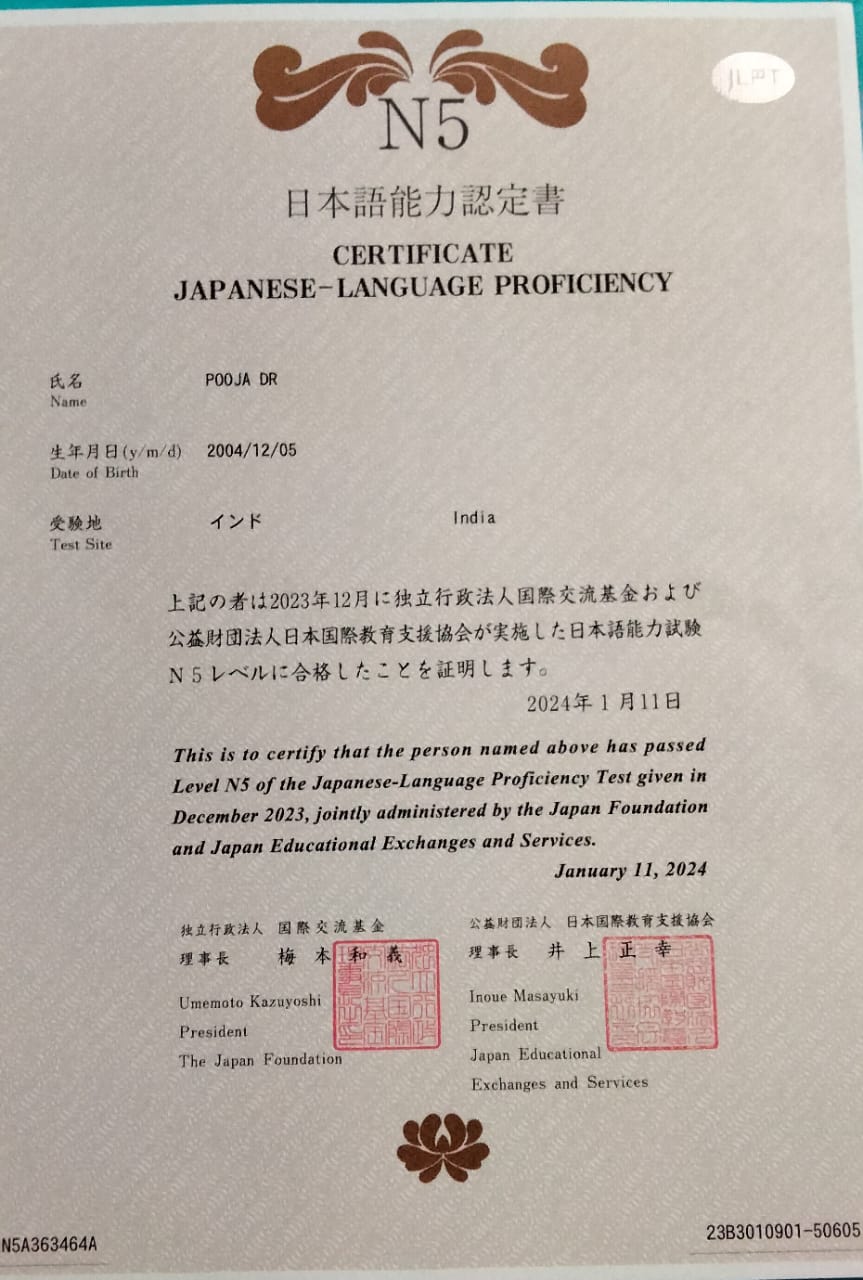 JLPT
N5
日本語能力認定書
CERTIFICATE
JAPANESE-LANGUAGE PROFICIENCY
氏名 POOJA DR
Name
生年月日(y/m/d) 2004/12/05
Date of Birth
受験地 インド India
Test Site
上記の者は2023年12月に独立行政法人国際交流基金および
公益財団法人日本国際教育支援協会が実施した日本語能力試験
N5レベルに合格したことを証明します。
2024年1月11日
This is to certify that the person named above has passed
Level N5 of the Japanese-Language Proficiency Test given in
December 2023, jointly administered by the Japan Foundation
and Japan Educational Exchanges and Services.
January 11, 2024
独立行政法人 国際交流基金
理事長 梅本和義
Umemoto Kazuyoshi
President
The Japan Foundation
公益財団法人 日本国際教育支援協会
理事長 井上正幸
Inoue Masayuki
President
Japan Educational
Exchanges and Services
N5A363464A
23B3010901-50605